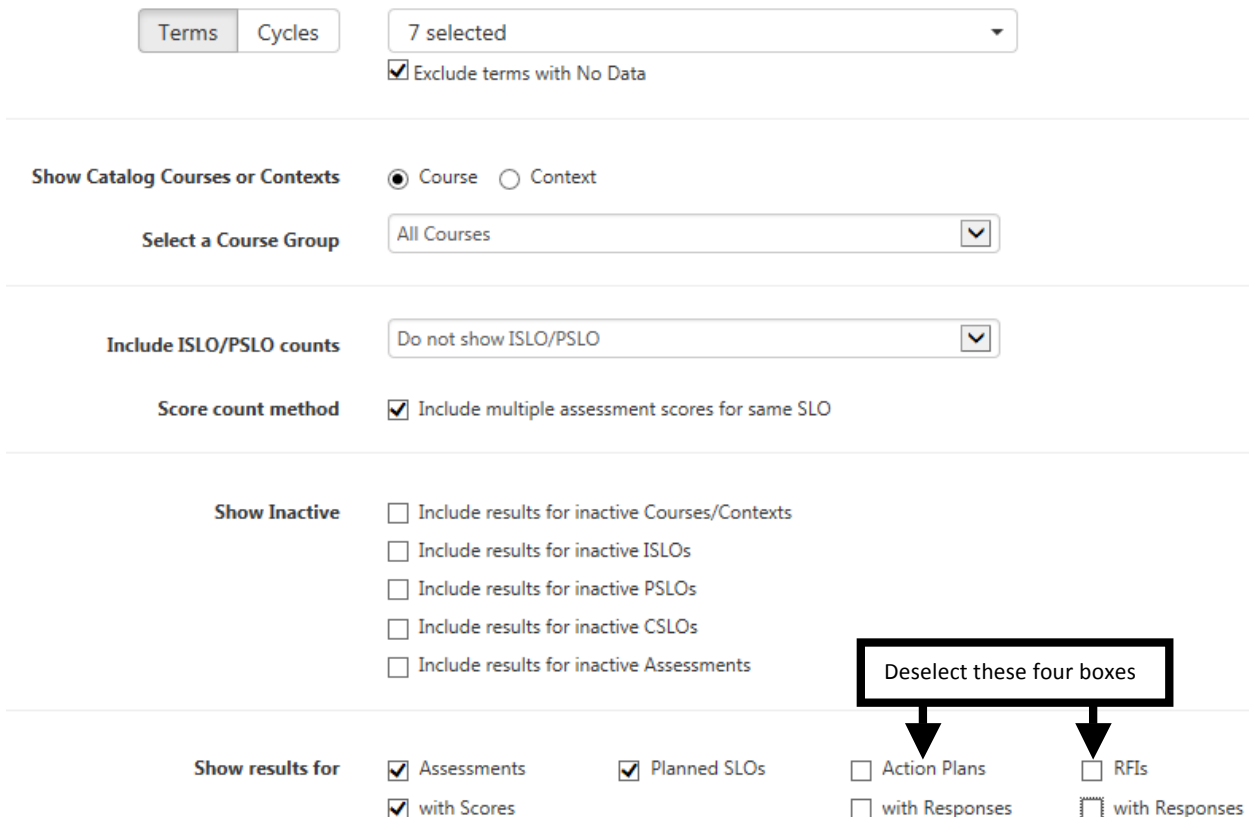 Terms Cycles 7 selected
Exclude terms with No Data
Show Catalog Courses or Contexts Course Context
Select a Course Group All Courses
Include ISLO/PSLO counts Do not show ISLO/PSLO
Score count method Include multiple assessment scores for same SLO
Show Inactive Include results for inactive Courses/Contexts
Include results for inactive ISLOs
Include results for inactive PSLOs
Include results for inactive CSLOs
Include results for inactive Assessments
Deselect these four boxes
Show results for Assessments Planned SLOs Action Plans RFIs
with Scores with Responses with Responses